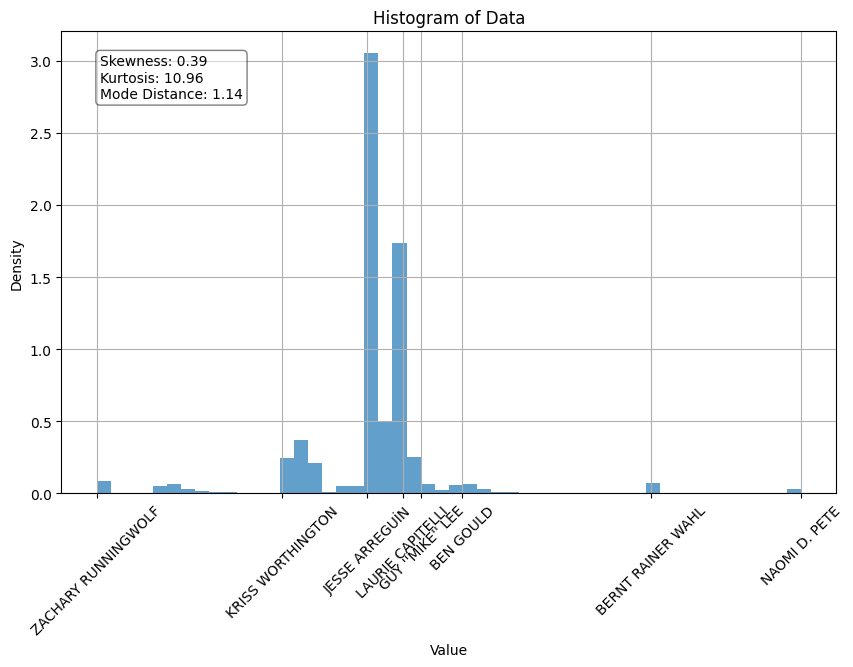 Histogram of Data
Skewness: 0.39
Kurtosis: 10.96
Mode Distance: 1.14
3.0
2.5
2.0
1.5
1.0
0.5
0.0
Density
ZACHARY RUNNINGWOLF
KRISS WORTHINGTON
JESSE ARREGUÍN
LAURIE CAPITELLI
GUY "MIKE" LEE
BEN GOULD
BERNT RAINER WAHL
NAOMI D. PETE
Value